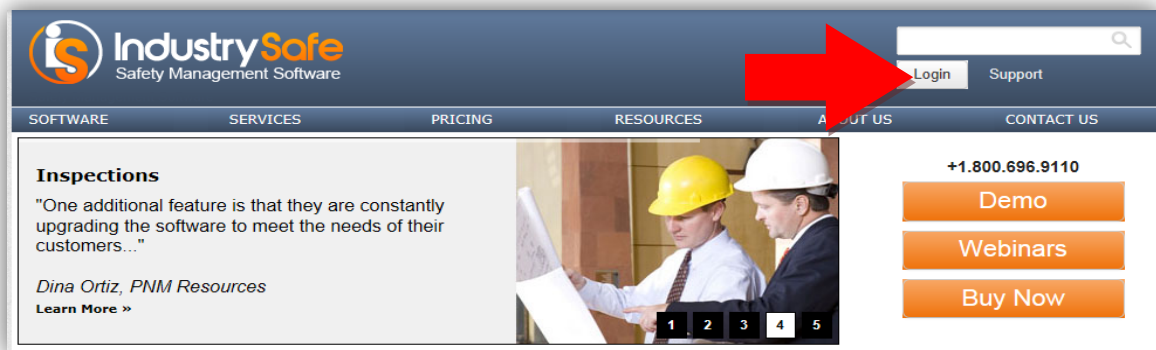 IndustrySafe
Safety Management Software
Login
Support
SOFTWARE
SERVICES
PRICING
RESOURCES
ABOUT US
CONTACT US
Inspections
"One additional feature is that they are constantly
upgrading the software to meet the needs of their
customers..."
Dina Ortiz, PNM Resources
Learn More »
1 2 3 4 5
+1.800.696.9110
Demo
Webinars
Buy Now